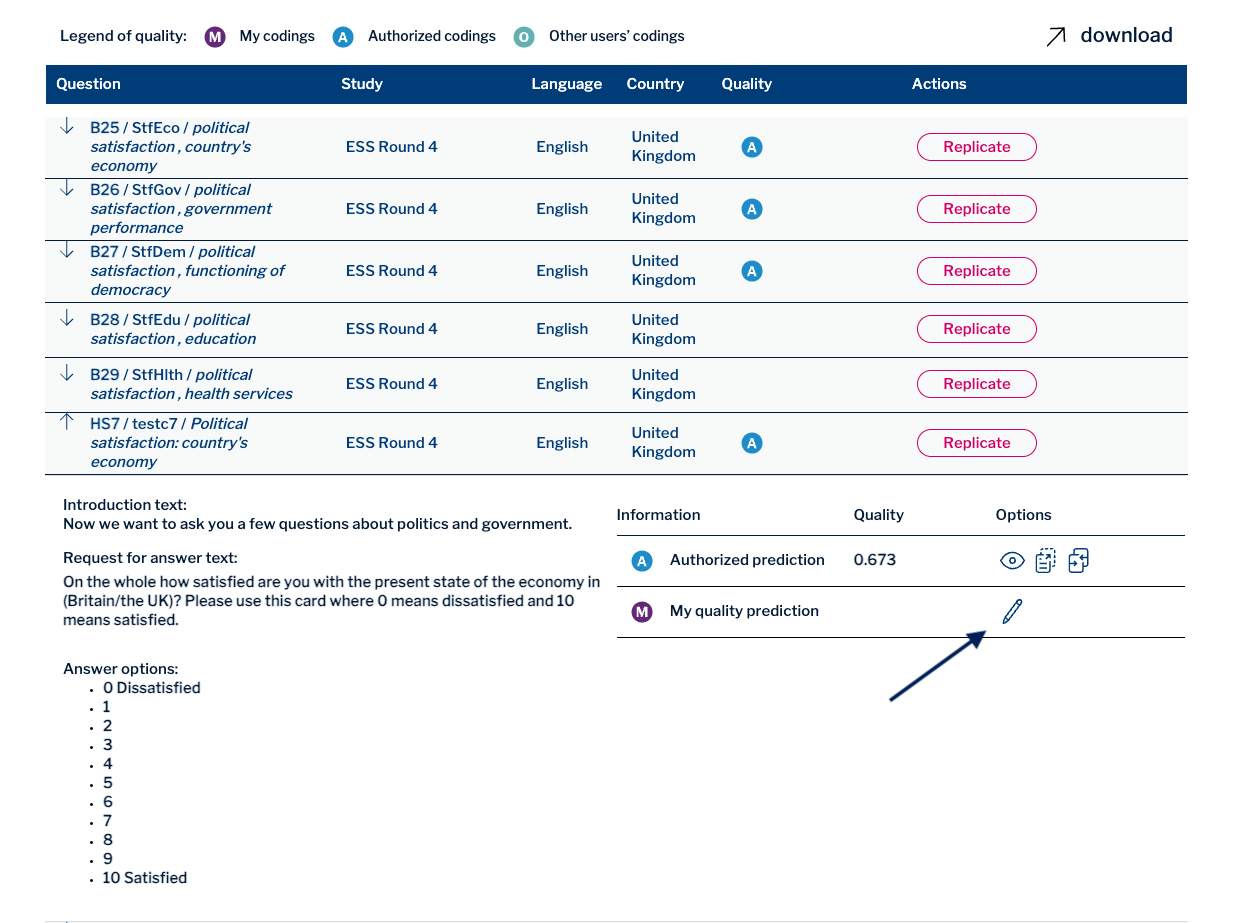 Legend of quality: M My codings A Authorized codings O Other users’ codings download
Question Study Language Country Quality Actions
B25 / StfEco / political
satisfaction , country's
economy
ESS Round 4
English
United
Kingdom
A
Replicate
B26 / StfGov / political
satisfaction , government
performance
ESS Round 4
English
United
Kingdom
A
Replicate
B27 / StfDem / political
satisfaction , functioning of
democracy
ESS Round 4
English
United
Kingdom
A
Replicate
B28 / StfEdu / political
satisfaction , education
ESS Round 4
English
United
Kingdom
Replicate
B29 / StfHlth / political
satisfaction , health services
ESS Round 4
English
United
Kingdom
Replicate
HS7 / testc7 / Political
satisfaction: country's
economy
ESS Round 4
English
United
Kingdom
A
Replicate
Introduction text:
Now we want to ask you a few questions about politics and government.
Request for answer text:
On the whole how satisfied are you with the present state of the economy in
(Britain/the UK)? Please use this card where 0 means dissatisfied and 10
means satisfied.
Answer options:
0 Dissatisfied
1
2
3
4
5
6
7
8
9
10 Satisfied
Information Quality Options
A Authorized prediction 0.673
M My quality prediction